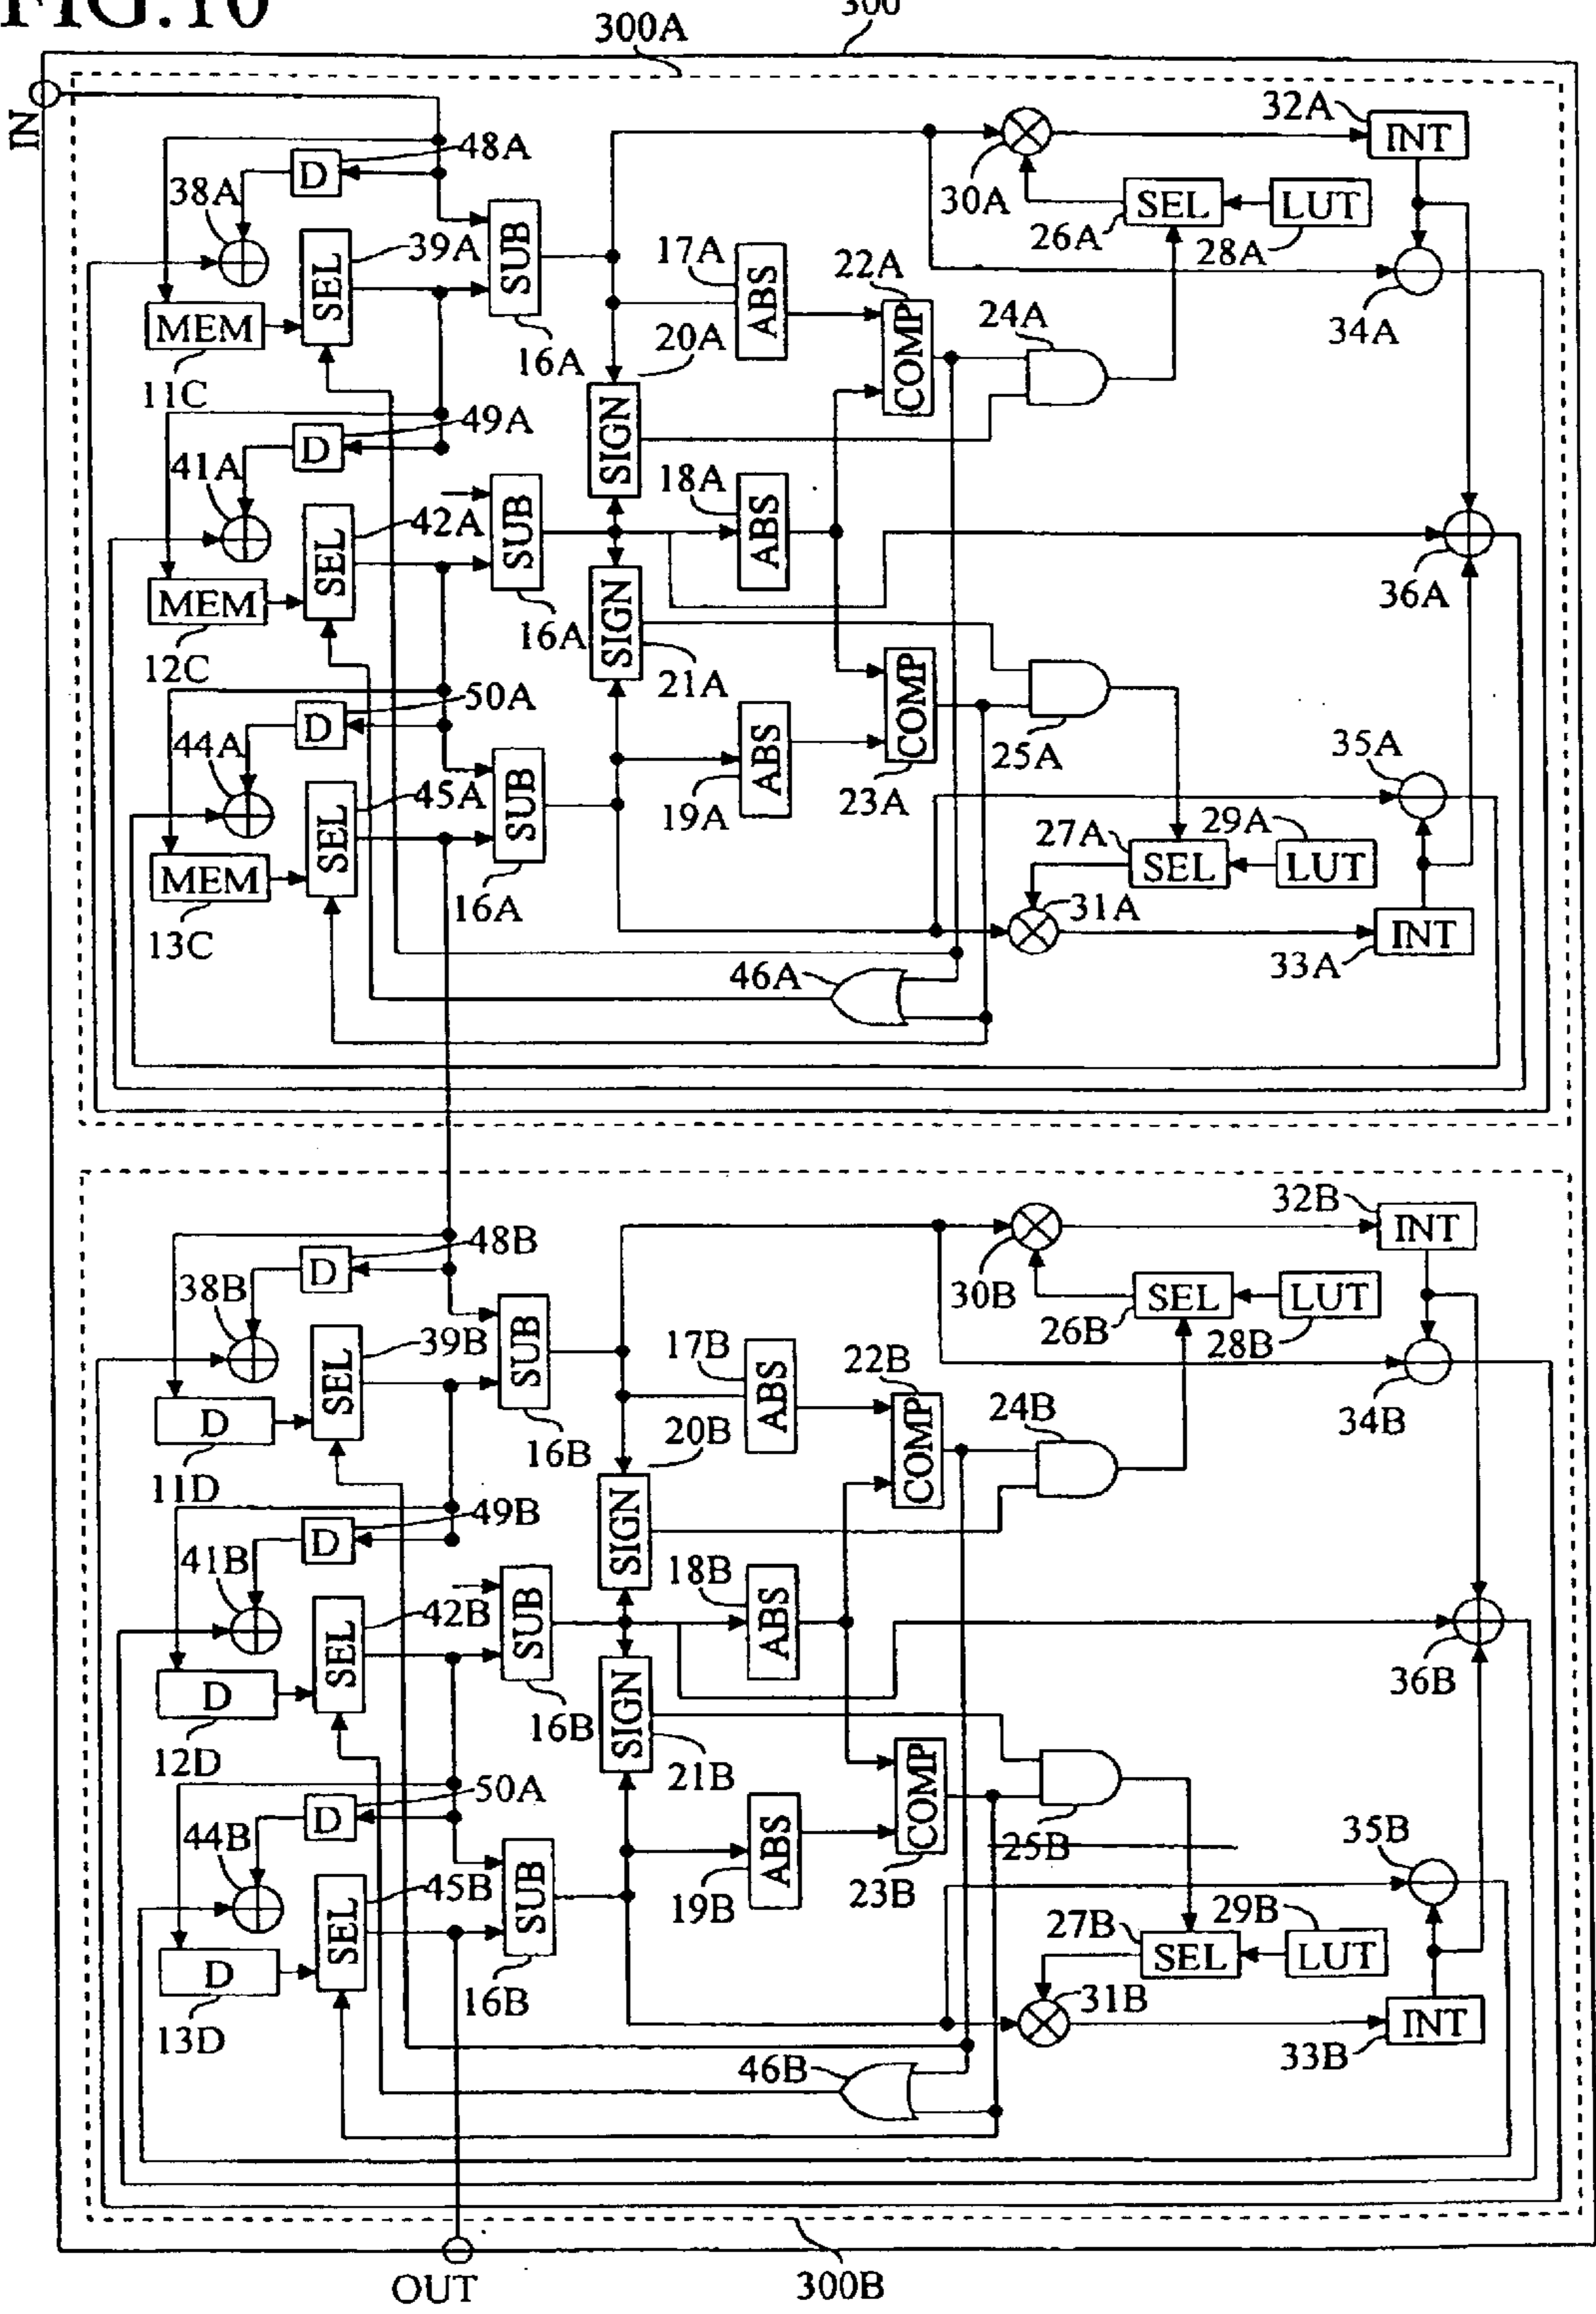 FIG.10
300
300A
IN
32A
INT
48A
D
38A
30A
SEL
LUT
26A
28A
SUB
39A
SEL
17A
ABS
22A
COMP
24A
34A
MEM
11C
16A
20A
SIGN
49A
D
41A
18A
ABS
42A
SEL
SUB
36A
MEM
12C
16A
SIGN
21A
COMP
50A
D
25A
35A
44A
45A
SEL
SUB
19A
ABS
23A
27A
29A
SEL
LUT
MEM
13C
16A
31A
INT
33A
46A
32B
INT
48B
D
38B
30B
SEL
LUT
26B
28B
SUB
39B
SEL
17B
ABS
22B
COMP
24B
34B
D
11D
16B
20B
SIGN
49B
D
41B
18B
ABS
42B
SEL
SUB
36B
D
12D
16B
SIGN
21B
COMP
50A
D
25B
35B
44B
45B
SEL
SUB
19B
ABS
23B
27B
29B
SEL
LUT
D
13D
16B
31B
INT
33B
46B
OUT
300B